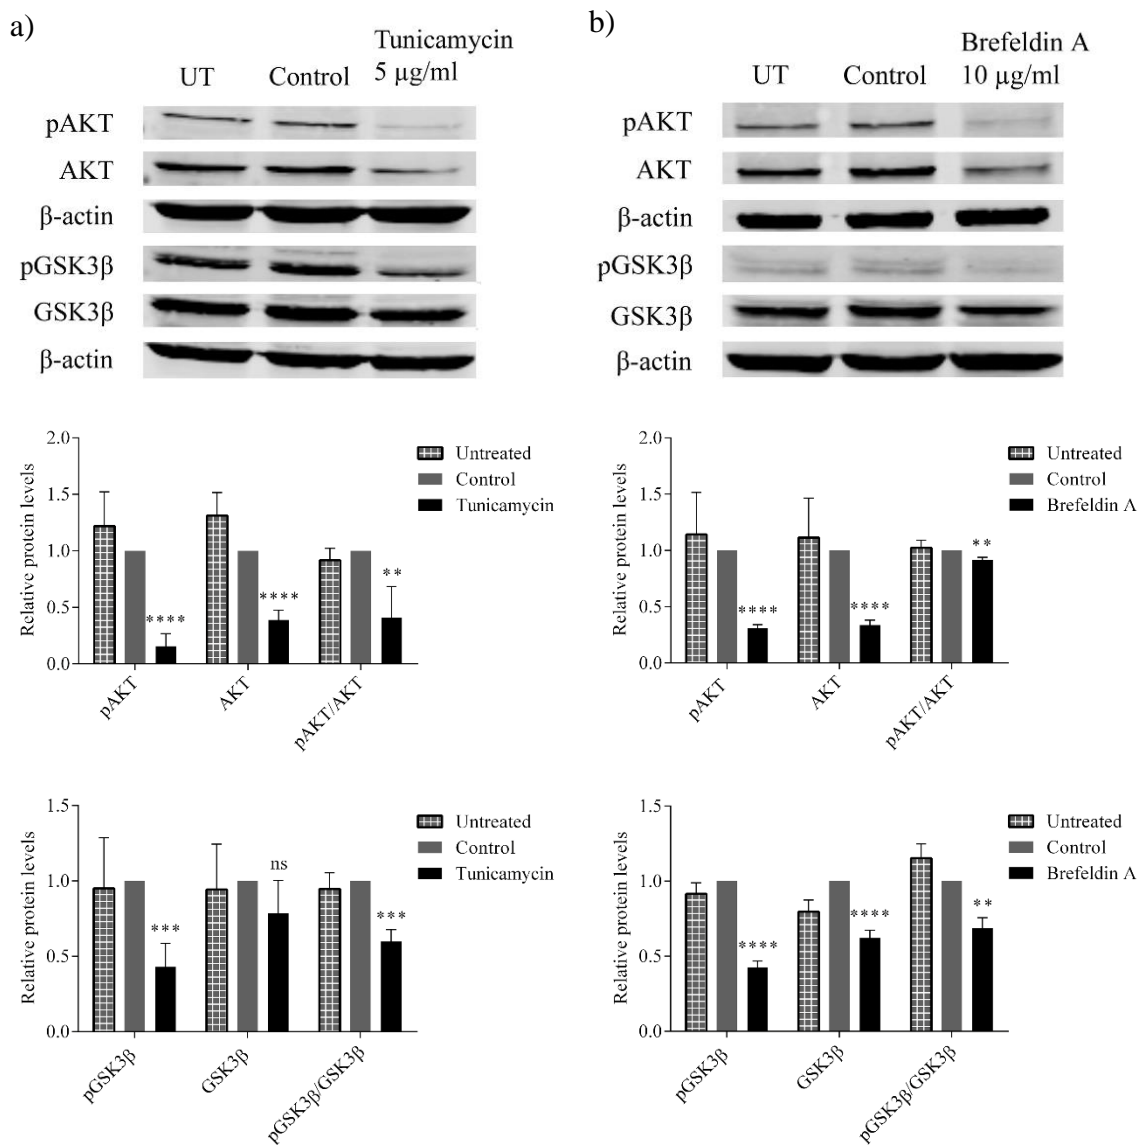 a)
UT
Control
Tunicamycin
5 µg/ml
pAKT
AKT
β-actin
pGSK3β
GSK3β
β-actin
b)
UT
Control
Brefeldin A
10 µg/ml
pAKT
AKT
β-actin
pGSK3β
GSK3β
β-actin
Relative protein levels
2.0
1.5
1.0
0.5
0.0
****
****
**
pAKT
AKT
pAKT/AKT
Untreated
Control
Tunicamycin
Relative protein levels
2.0
1.5
1.0
0.5
0.0
****
****
**
pAKT
AKT
pAKT/AKT
Untreated
Control
Brefeldin A
Relative protein levels
1.5
1.0
0.5
0.0
***
ns
***
pGSK3β
GSK3β
pGSK3β/GSK3β
Untreated
Control
Tunicamycin
Relative protein levels
1.5
1.0
0.5
0.0
****
****
**
pGSK3β
GSK3β
pGSK3β/GSK3β
Untreated
Control
Brefeldin A